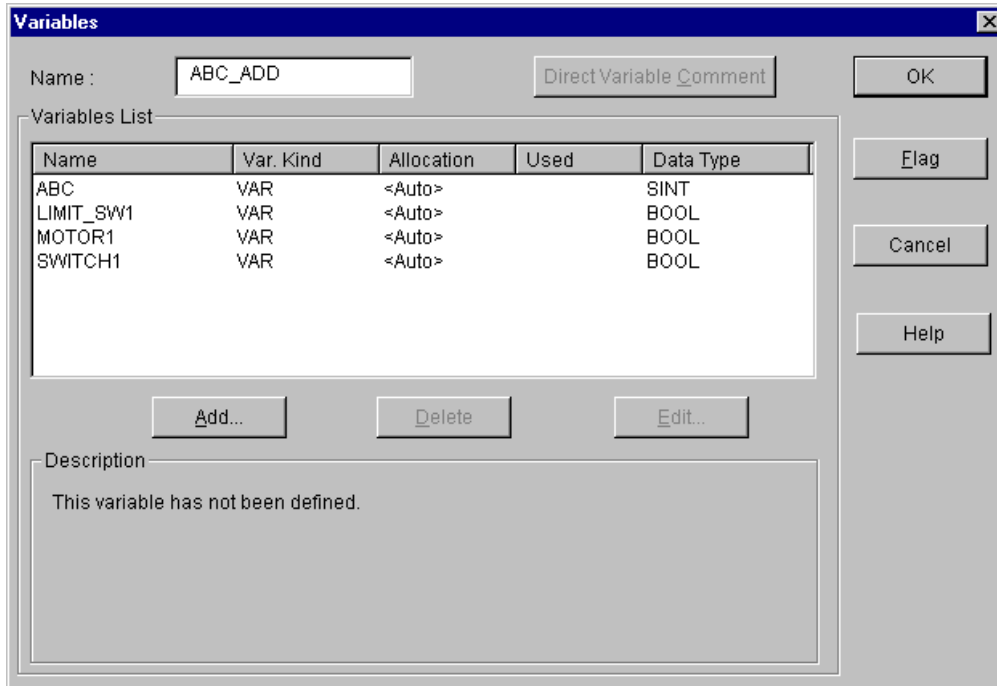 Variables
Name : ABC_ADD Direct Variable Comment OK
Variables List
Name Var. Kind Allocation Used Data Type Flag
ABC VAR <Auto> SINT
LIMIT_SW1 VAR <Auto> BOOL
MOTOR1 VAR <Auto> BOOL
SWITCH1 VAR <Auto> BOOL
Cancel
Help
Add... Delete Edit...
Description
This variable has not been defined.